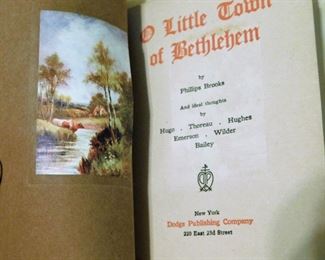 O Little Town
of Bethlehem
by
Phillips Brooks
And ideal thoughts
by
Hugo . Thoreau . Hughes
Emerson . Wilder
Bailey
New York
Dodge Publishing Company
220 East 23d Street